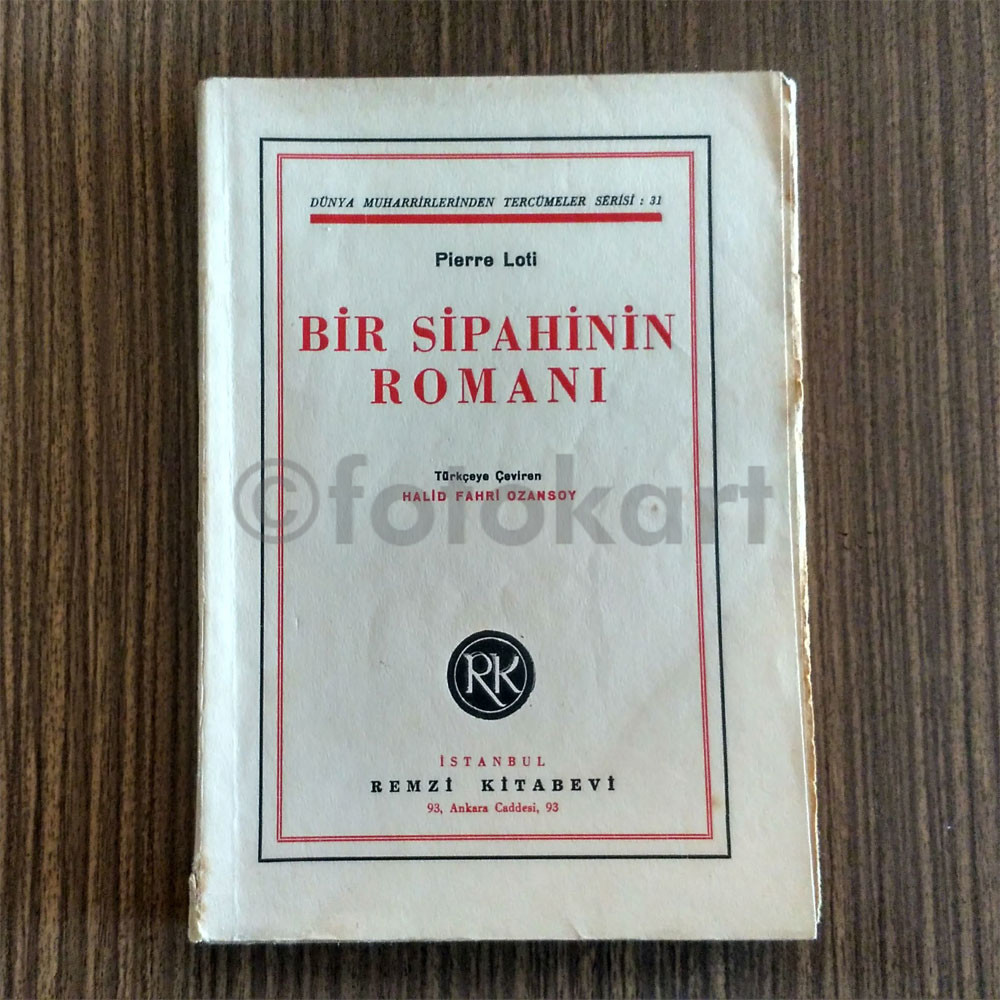 DÜNYA MUHARRİRLERİNDEN TERCÜMELER SERİSİ : 31
Pierre Loti
BİR SİPAHİNİN
ROMANI
Türkçeye Çeviren
HALİD FAHRİ OZANSOY
©fotokart
RK
İSTANBUL
REMZİ KİTABEVİ
93, Ankara Caddesi, 93